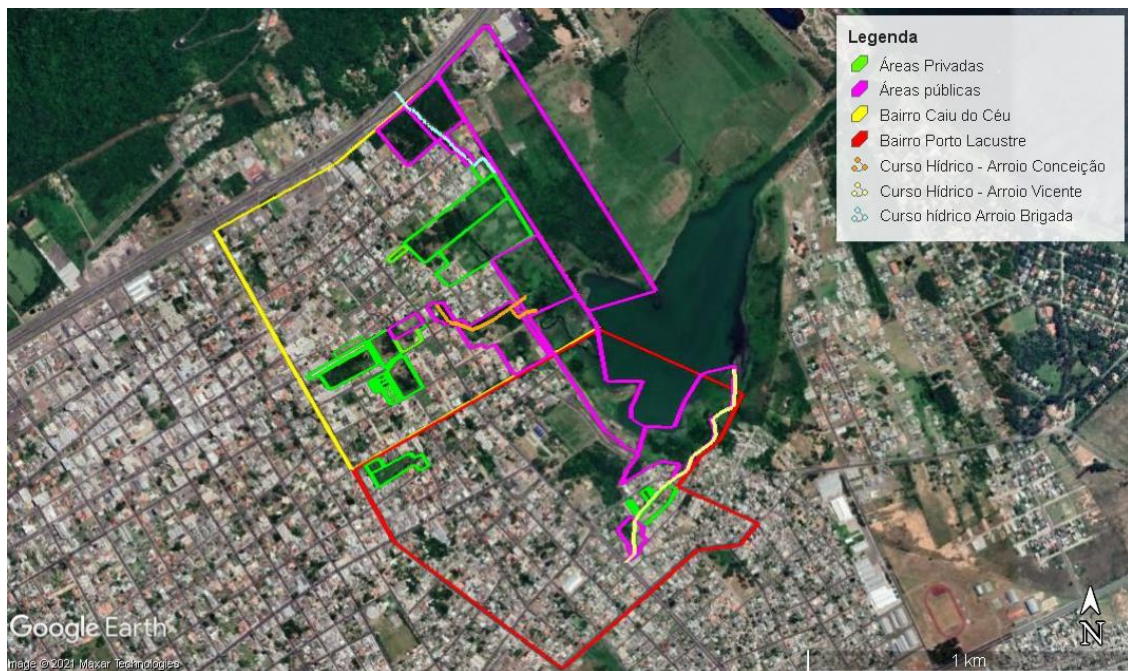 Legenda
Áreas Privadas
Áreas públicas
Bairro Caiu do Céu
Bairro Porto Lacustre
Curso Hídrico - Arroio Conceição
Curso Hídrico - Arroio Vicente
Curso hídrico Arroio Brigada
N
Google Earth
Image © 2021 Maxar Technologies
1 km